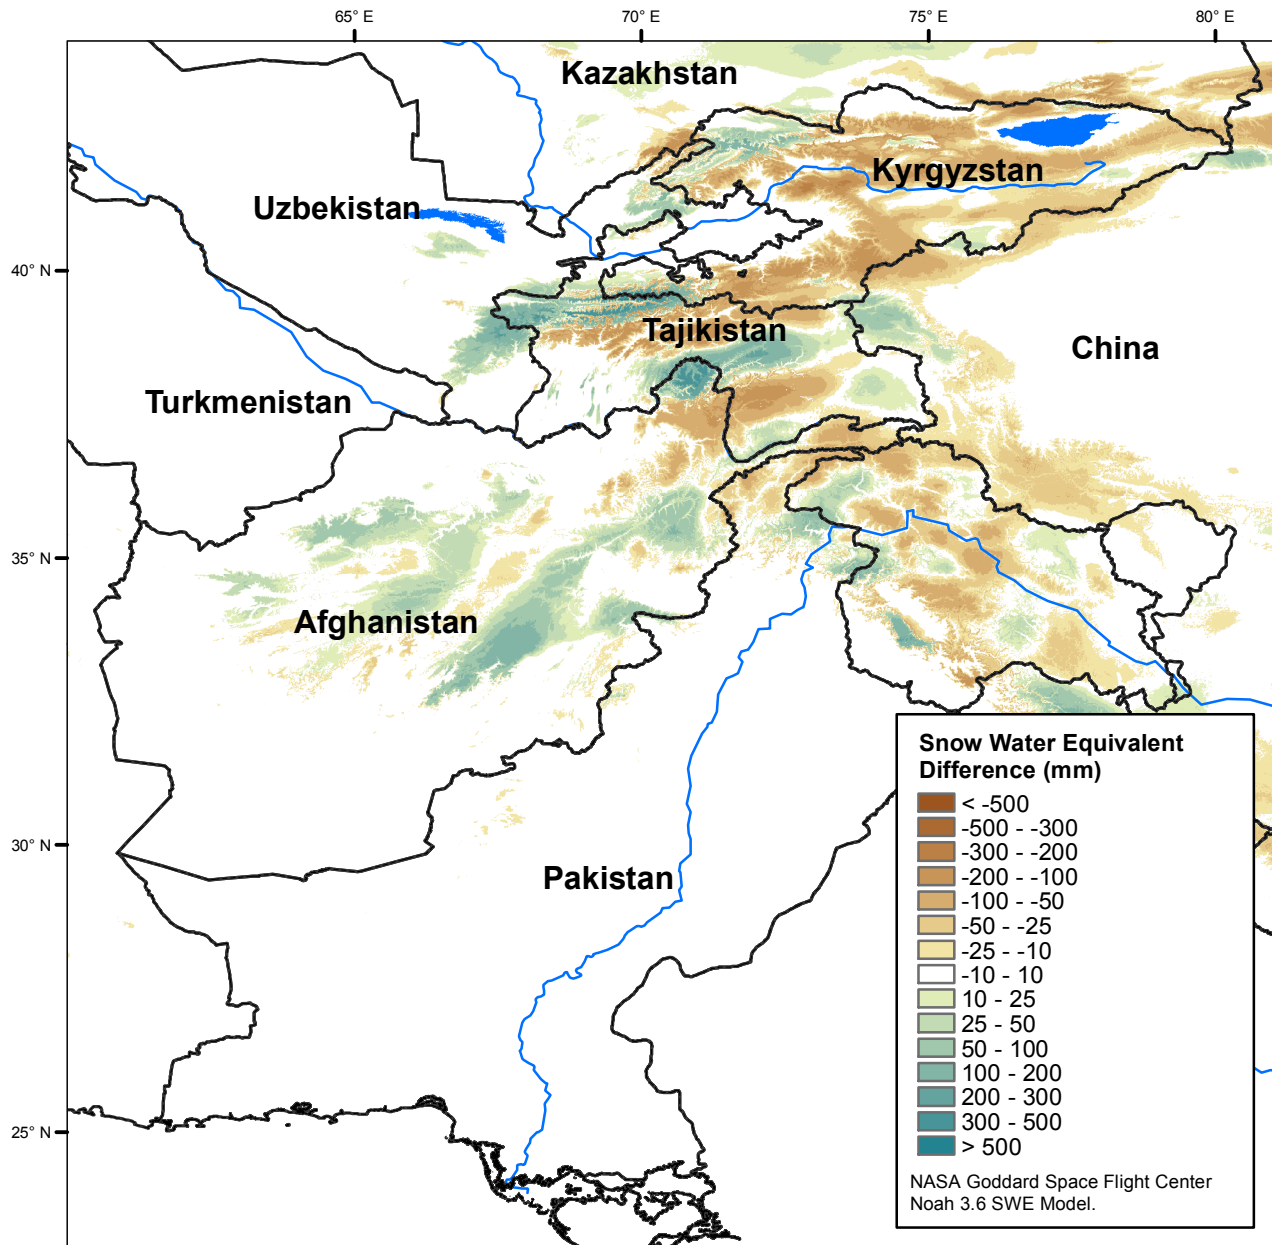 65° E
70° E
75° E
80° E
Kazakhstan
Kyrgyzstan
Uzbekistan
40° N
Tajikistan
China
Turkmenistan
35° N
Afghanistan
30° N
Pakistan
25° N
Snow Water Equivalent
Difference (mm)
< -500
-500 - -300
-300 - -200
-200 - -100
-100 - -50
-50 - -25
-25 - -10
-10 - 10
10 - 25
25 - 50
50 - 100
100 - 200
200 - 300
300 - 500
> 500
NASA Goddard Space Flight Center
Noah 3.6 SWE Model.